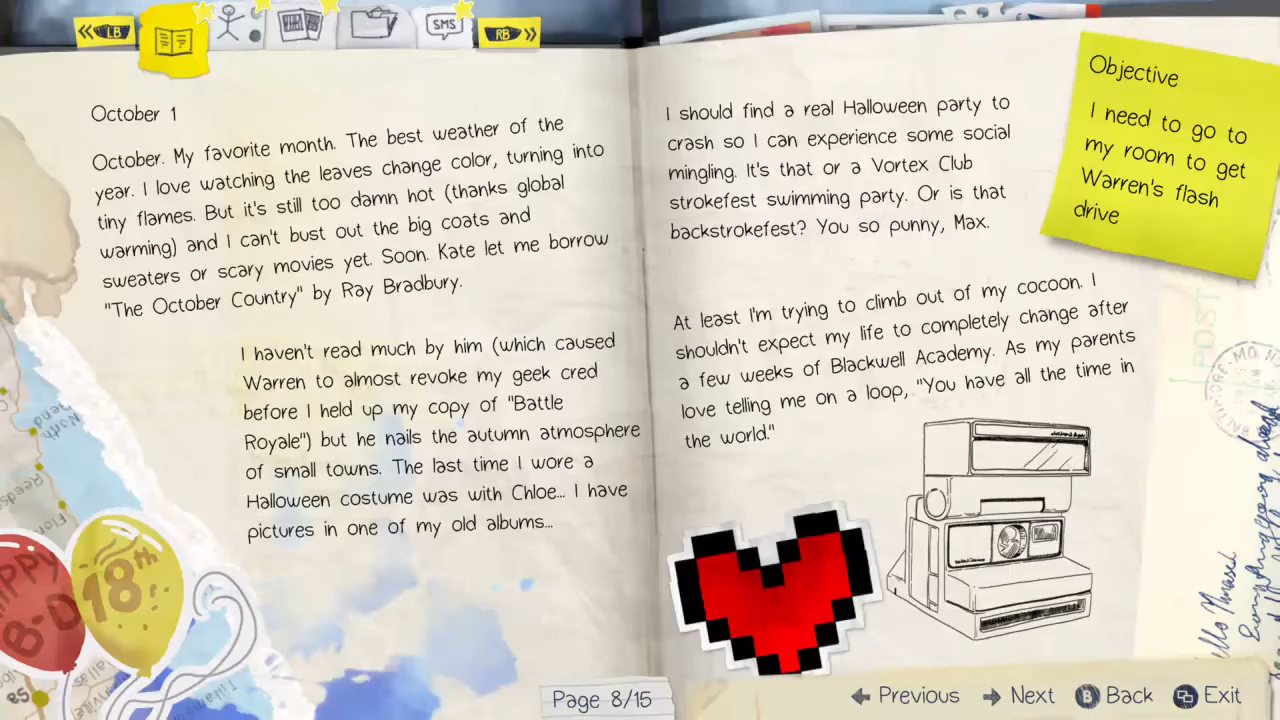 LB
SMS
RB
October 1
October. My favorite month. The best weather of the
year. I love watching the leaves change color, turning into
tiny flames. But it's still too damn hot (thanks global
warming) and I can't bust out the big coats and
sweaters or scary movies yet. Soon. Kate let me borrow
"The October Country" by Ray Bradbury.
I haven't read much by him (which caused
Warren to almost revoke my geek cred
before I held up my copy of "Battle
Royale") but he nails the autumn atmosphere
of small towns. The last time I wore a
Halloween costume was with Chloe... I have
pictures in one of my old albums...
I should find a real Halloween party to
crash so I can experience some social
mingling. It's that or a Vortex Club
strokefest swimming party. Or is that
backstrokefest? You so punny, Max.
At least I'm trying to climb out of my cocoon. I
shouldn't expect my life to completely change after
a few weeks of Blackwell Academy. As my parents
love telling me on a loop, "You have all the time in
the world."
Objective
I need to go to
my room to get
Warren's flash
drive
POST
18th
Page 8/15
Previous
Next
B Back
Exit